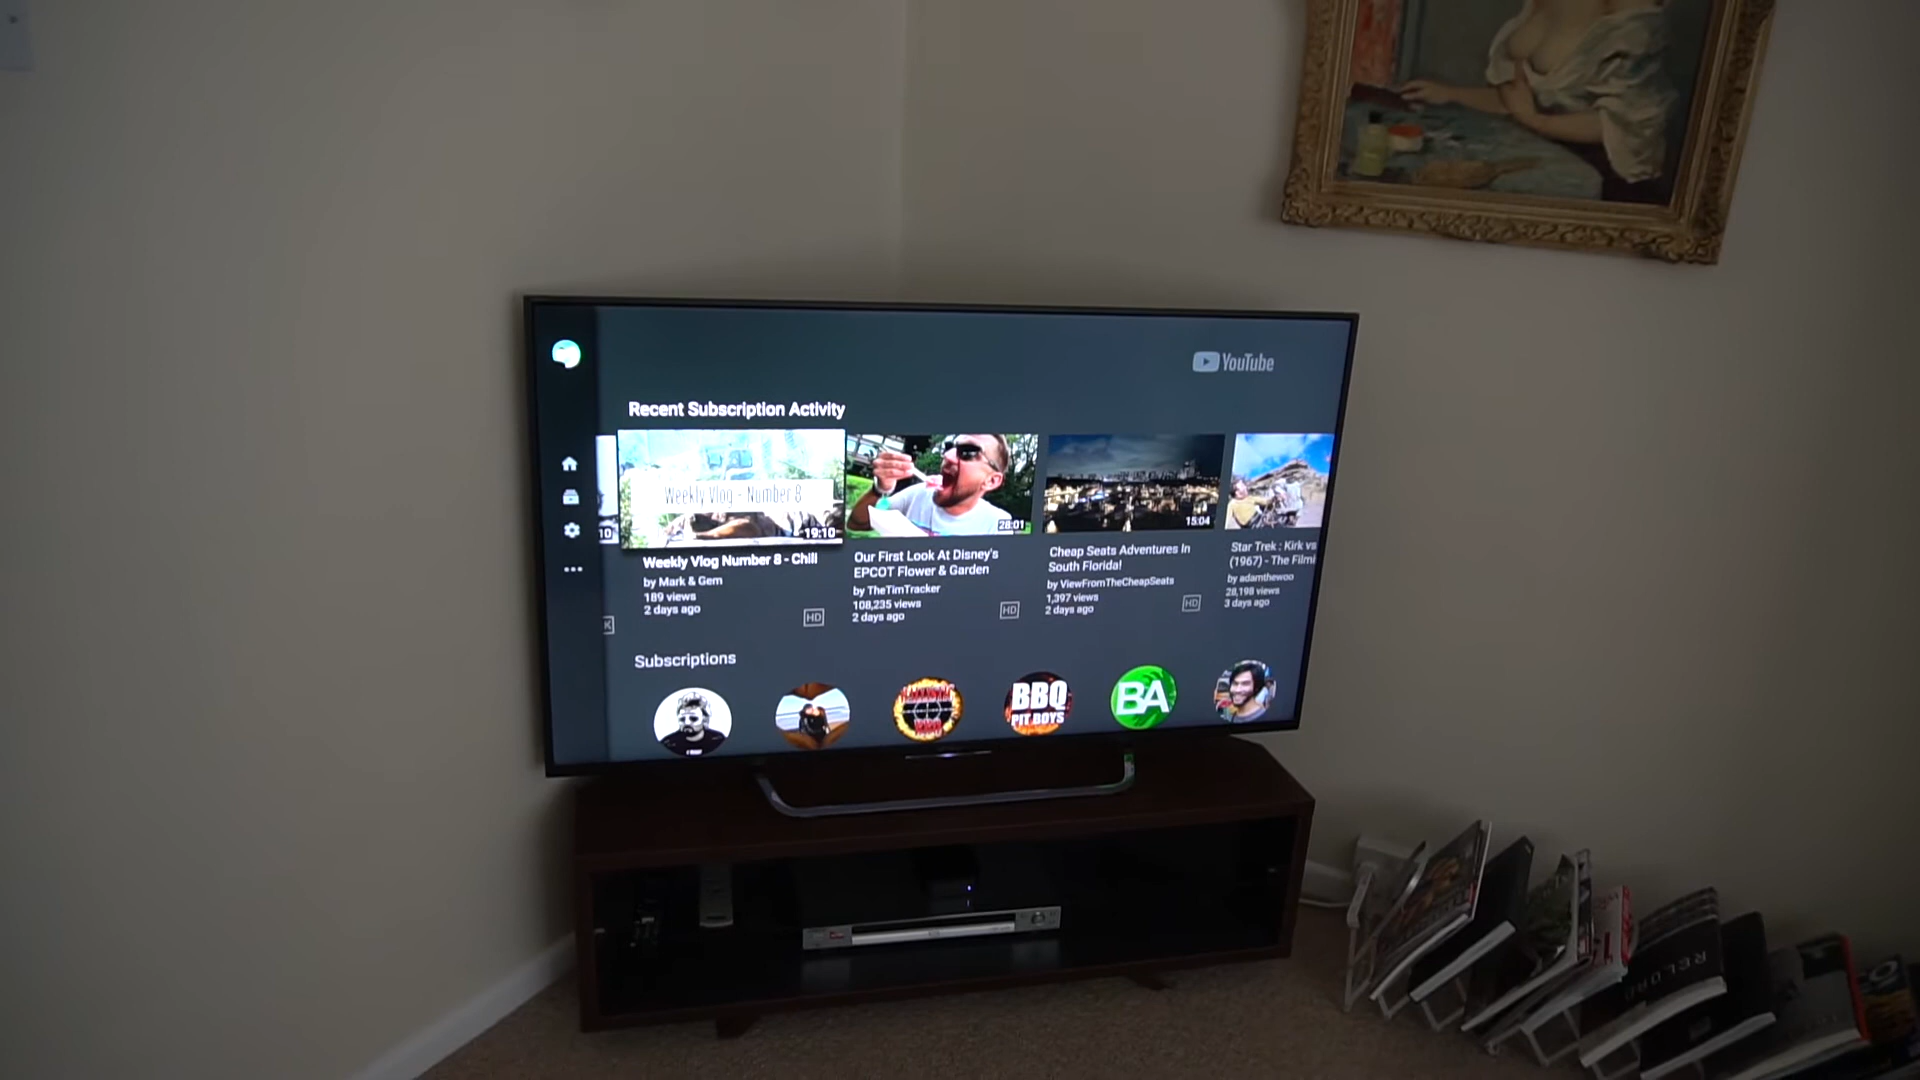 YouTube
Recent Subscription Activity
10
Weekly Vlog - Number 8
19:10
28:01
15:04
Weekly Vlog Number 8 - Chill
by Mark & Gem
189 views
2 days ago
HD
Our First Look At Disney's
EPCOT Flower & Garden
by TheTimTracker
108,235 views
2 days ago
HD
Cheap Seats Adventures In
South Florida!
by ViewFromTheCheapSeats
1,397 views
2 days ago
HD
Star Trek : Kirk vs
(1967) - The Filmi
by adamthewoo
28,198 views
3 days ago
K
Subscriptions
BBQ
PIT BOYS
BA